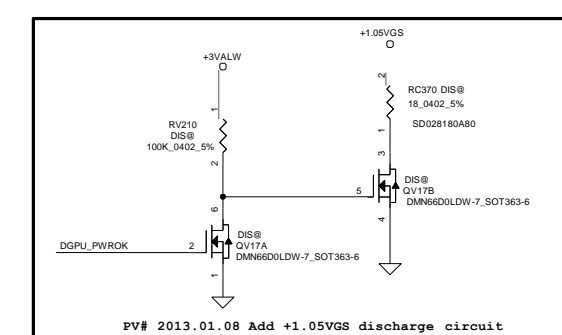 +1.05VGS
+3VALW
2
RC370 DIS@
18_0402_5%
SD028180A80
1
1
RV210
DIS@
100K_0402_5%
2
3
DIS@
QV17B
DMN66D0LDW-7_SOT363-6
5
4
6
DIS@
QV17A
DMN66D0LDW-7_SOT363-6
DGPU_PWROK
2
1
PV# 2013.01.08 Add +1.05VGS discharge circuit